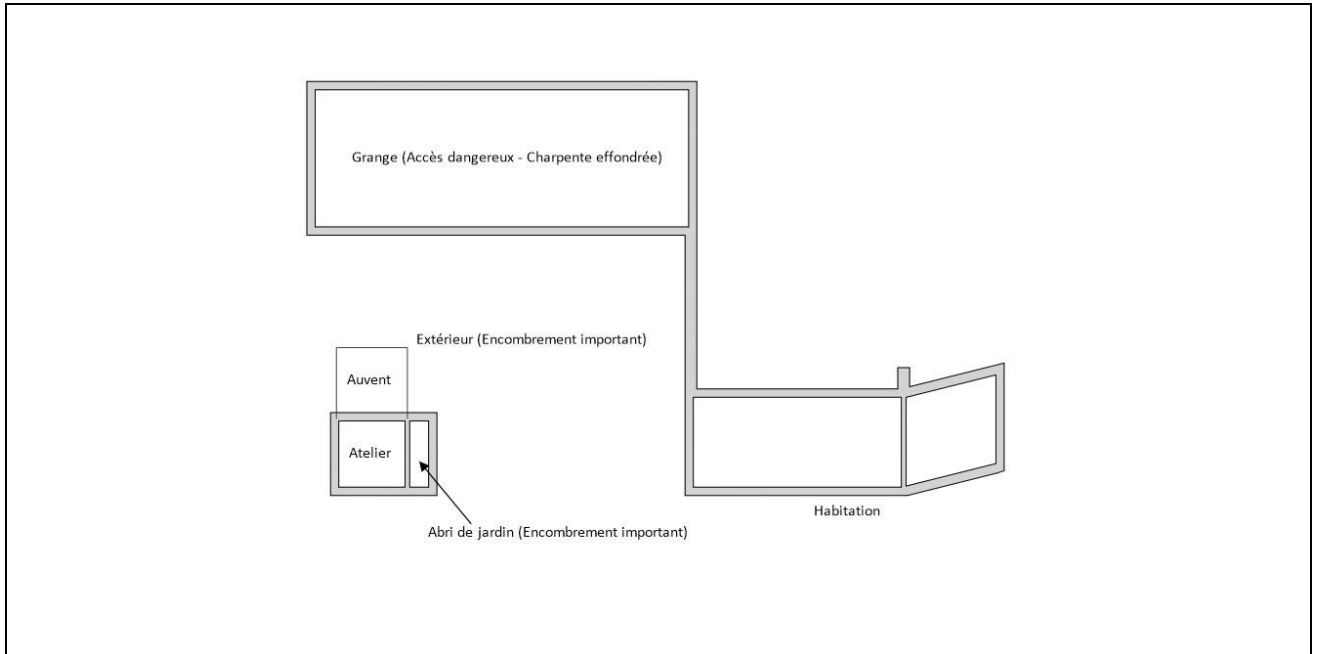 Grange (Accès dangereux - Charpente effondrée)
Extérieur (Encombrement important)
Auvent
Atelier
Habitation
Abri de jardin (Encombrement important)